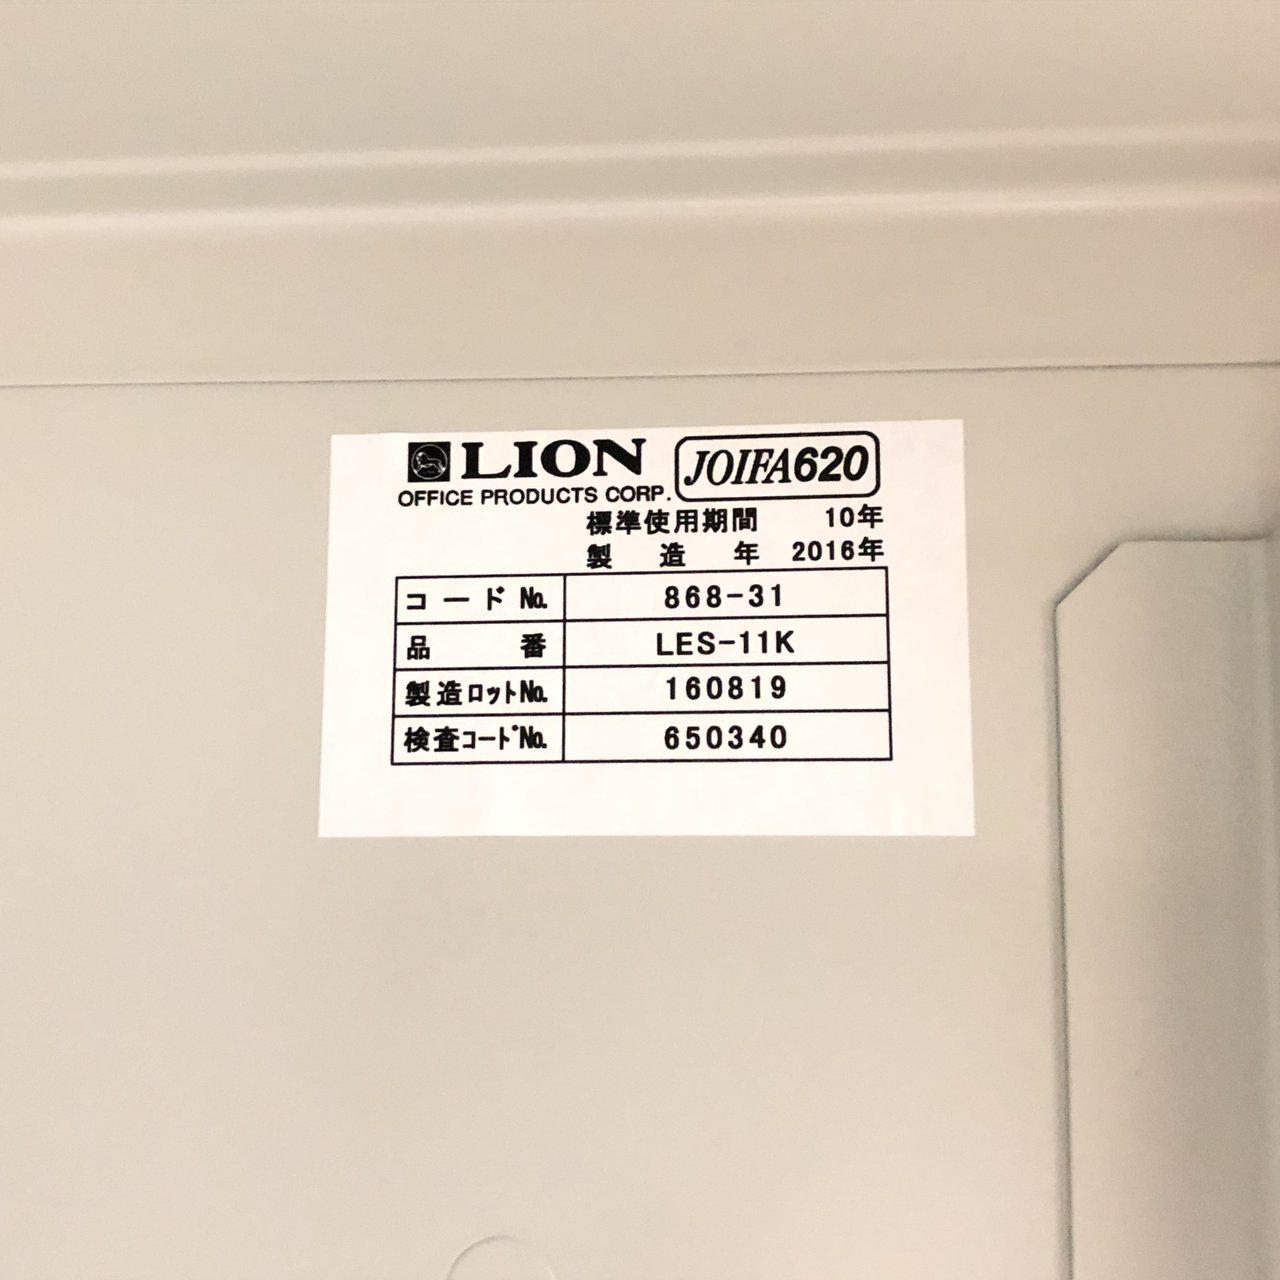 LION
OFFICE PRODUCTS CORP.
JOIFA620
標準使用期間 10年
製造年 2016年
コードNo. 868-31
品番 LES-11K
製造ロットNo. 160819
検査コードNo. 650340